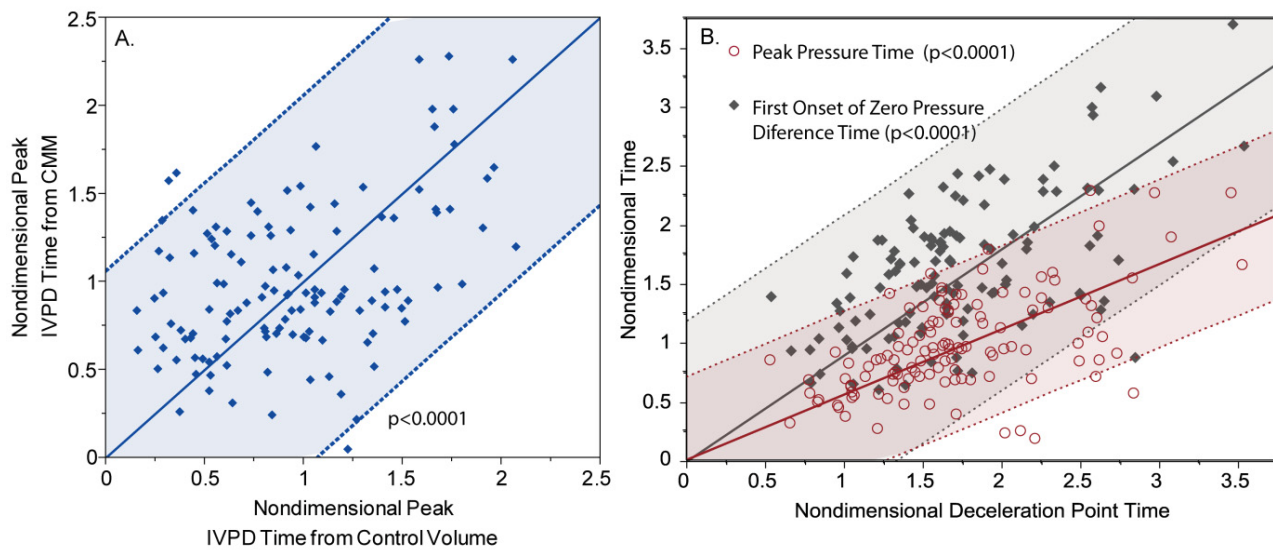 A.
2.5
2
1.5
1
0.5
0
Nondimensional Peak
IVPD Time from CMM
p<0.0001
0 0.5 1 1.5 2 2.5
Nondimensional Peak
IVPD Time from Control Volume
B.
Peak Pressure Time (p<0.0001)
First Onset of Zero Pressure
Diference Time (p<0.0001)
3.5
3
2.5
2
1.5
1
0.5
0
Nondimensional Time
0 0.5 1 1.5 2 2.5 3 3.5
Nondimensional Deceleration Point Time